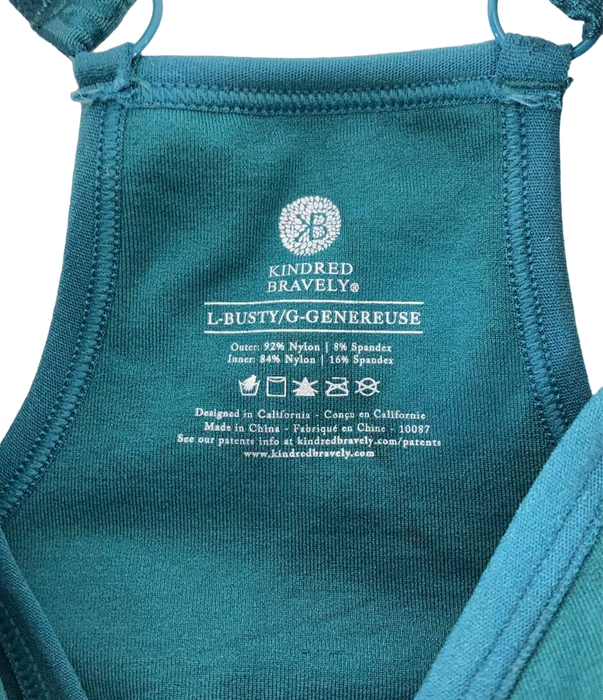 KB
KINDRED
BRAVELY®
L-BUSTY/G-GENEREUSE
Outer: 92% Nylon | 8% Spandex
Inner: 84% Nylon | 16% Spandex
Designed in California - Conçu en Californie
Made in China - Fabriqué en Chine - 10087
See our patents info at kindredbravely.com/patents
www.kindredbravely.com